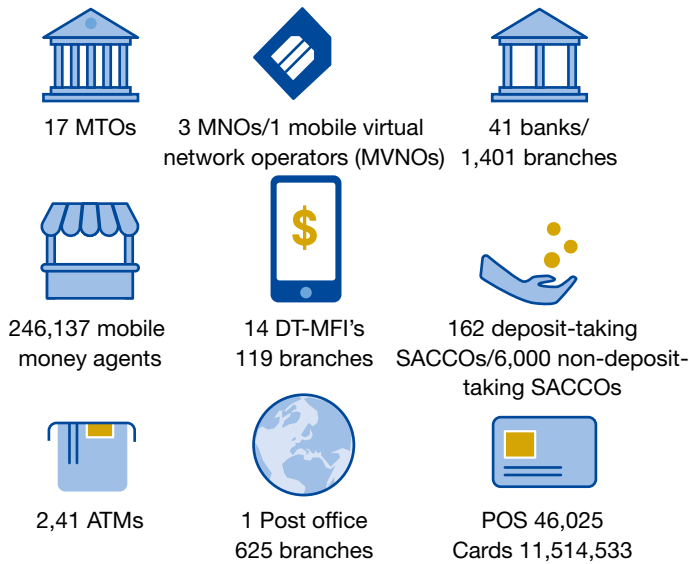 17 MTOs
3 MNOs/1 mobile virtual
network operators (MVNOs)
41 banks/
1,401 branches
246,137 mobile
money agents
$
14 DT-MFI's
119 branches
162 deposit-taking
SACCOs/6,000 non-deposit-
taking SACCOs
2,41 ATMs
1 Post office
625 branches
POS 46,025
Cards 11,514,533